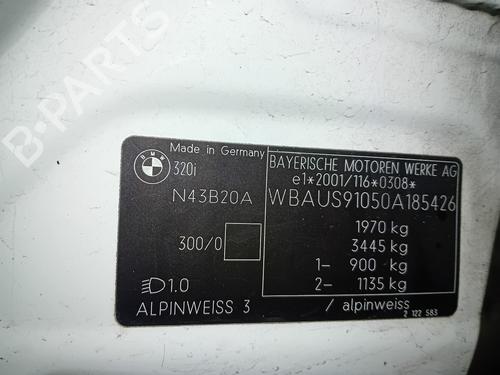 B-PARTS
BMW
Made in Germany
320i
N43B20A
300/0
1.0
ALPINWEISS 3
BAYERISCHE MOTOREN WERKE AG
e1*2001/116*0308*
WBAUS91050A185426
1970 kg
3445 kg
1- 900 kg
2- 1135 kg
/ alpinweiss
2 122 583